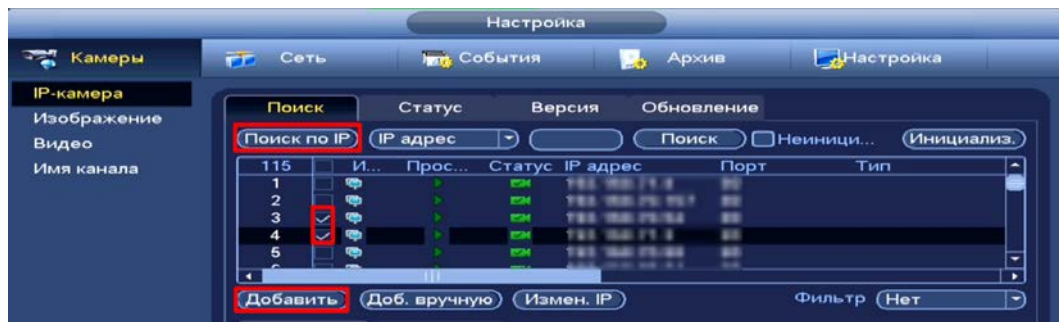 Настройка
Камеры Сеть События Архив Настройка
IP-камера
Изображение
Видео
Имя канала
Поиск Статус Версия Обновление
Поиск по IP IP адрес Поиск Неиници... Инициализ.
115 И... Прос... Статус IP адрес Порт Тип
1
2
3
4
5
Добавить Доб. вручную Измен. IP Фильтр Нет